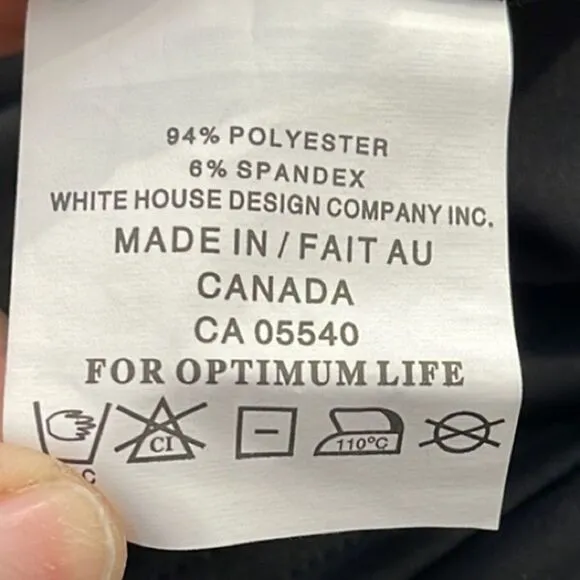 94% POLYESTER
6% SPANDEX
WHITE HOUSE DESIGN COMPANY INC.
MADE IN / FAIT AU
CANADA
CA 05540
FOR OPTIMUM LIFE
Cl
110°C
C